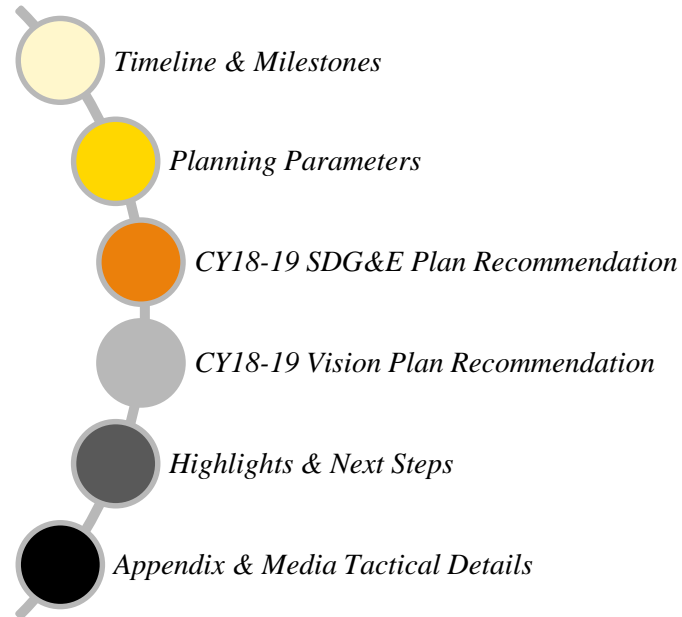 Timeline & Milestones
Planning Parameters
CY18-19 SDG&E Plan Recommendation
CY18-19 Vision Plan Recommendation
Highlights & Next Steps
Appendix & Media Tactical Details